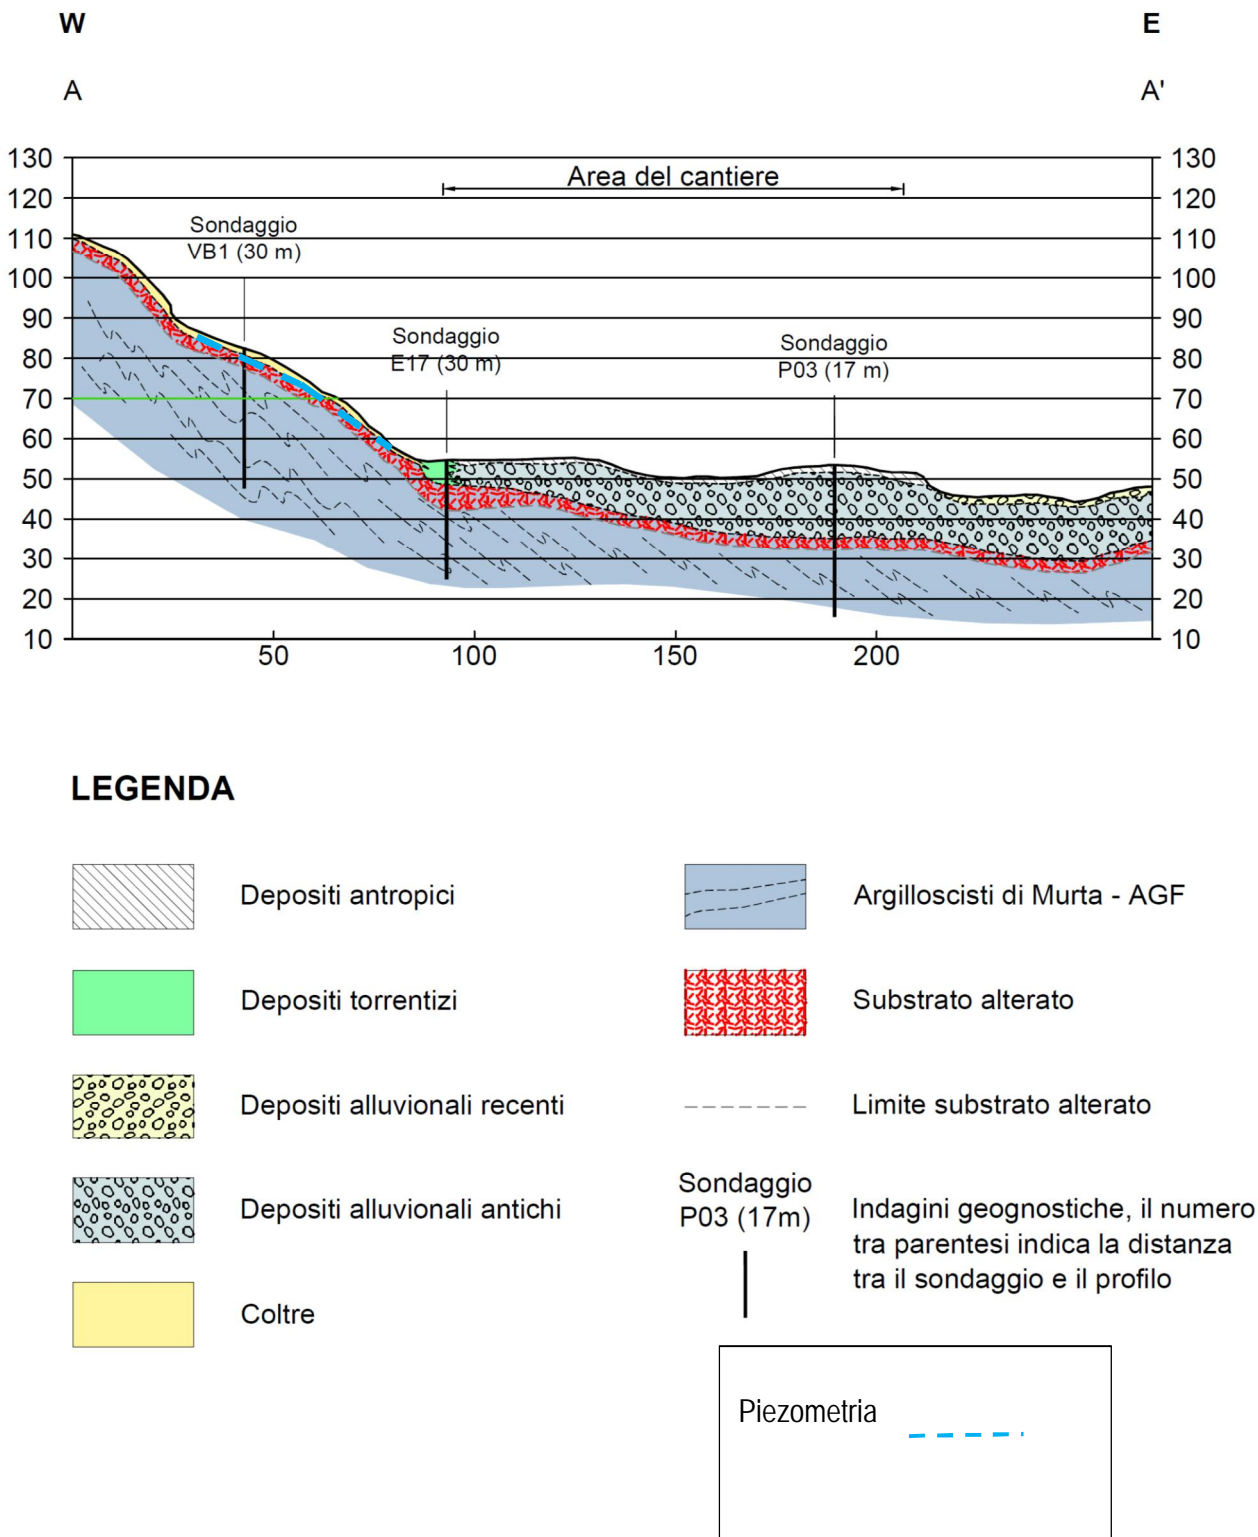 W E
A A'
130 130
Area del cantiere
120 120
Sondaggio
VB1 (30 m)
110 110
100 100
90 90
Sondaggio
E17 (30 m)
Sondaggio
P03 (17 m)
80 80
70 70
60 60
50 50
40 40
30 30
20 20
10 10
50 100 150 200
LEGENDA
Depositi antropici
Depositi torrentizi
Depositi alluvionali recenti
Depositi alluvionali antichi
Coltre
Argilloscisti di Murta - AGF
Substrato alterato
Limite substrato alterato
Sondaggio
P03 (17m)
Indagini geognostiche, il numero
tra parentesi indica la distanza
tra il sondaggio e il profilo
Piezometria